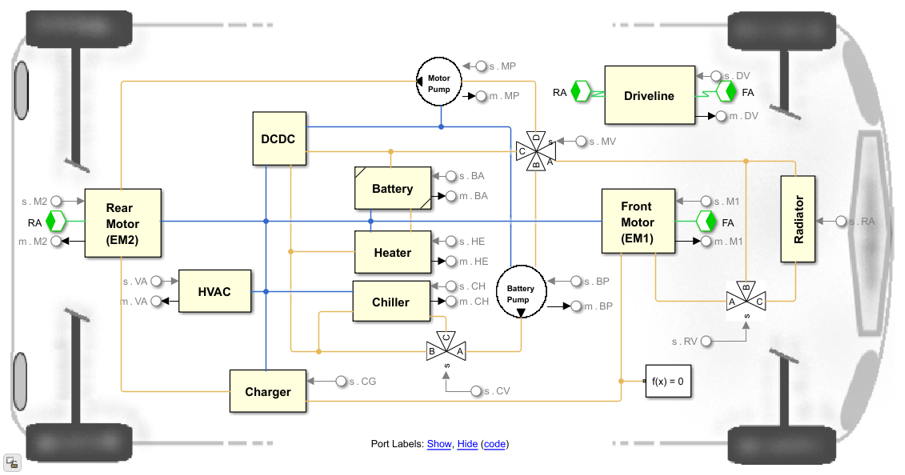 Motor
Pump
s . MP
m . MP
RA
Driveline
s . DV
FA
m . DV
DCDC
D
C
A
B
s
s . MV
Battery
s . BA
m . BA
s . M2
RA
m . M2
Rear
Motor
(EM2)
Front
Motor
(EM1)
s . M1
FA
m . M1
Radiator
s . RA
Heater
s . HE
m . HE
s . VA
m . VA
HVAC
Chiller
s . CH
m . CH
Battery
Pump
s . BP
m . BP
B
A
C
s
s . RV
C
B
A
s
s . CV
Charger
s . CG
f(x) = 0
Port Labels: Show, Hide (code)